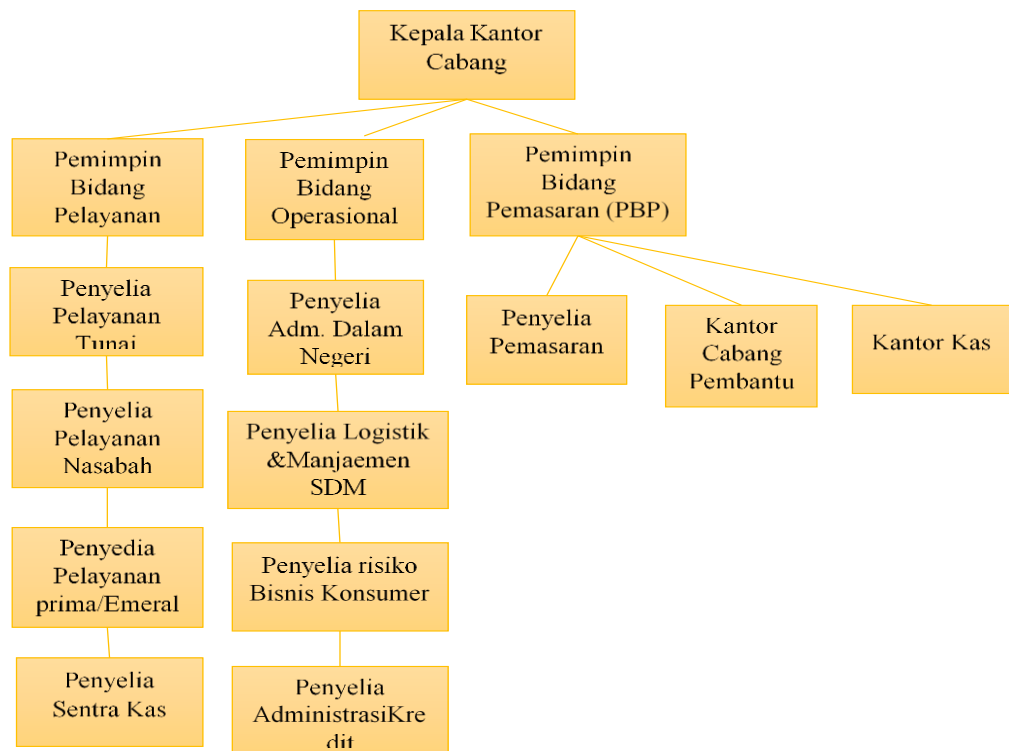 Kepala Kantor
Cabang
Pemimpin
Bidang
Pelayanan
Pemimpin
Bidang
Operasional
Pemimpin
Bidang
Pemasaran (PBP)
Penyelia
Pelayanan
Tunai
Penyelia
Adm. Dalam
Negeri
Penyelia
Pemasaran
Kantor
Cabang
Pembantu
Kantor Kas
Penyelia
Pelayanan
Nasabah
Penyelia Logistik
&Manjaemen
SDM
Penyedia
Pelayanan
prima/Emeral
Penyelia risiko
Bisnis Konsumer
Penyelia
Sentra Kas
Penyelia
AdministrasiKre
dit